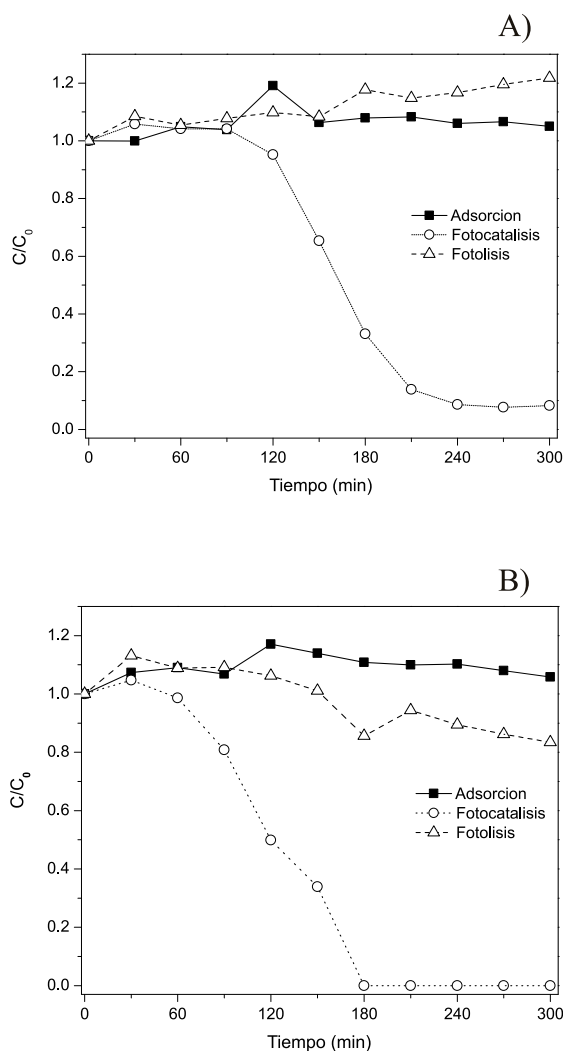 A)
1.2
1.0
0.8
0.6
0.4
0.2
0.0
C/C0
Adsorcion
Fotocatalisis
Fotolisis
0 60 120 180 240 300
Tiempo (min)
B)
1.2
1.0
0.8
0.6
0.4
0.2
0.0
C/C0
Adsorcion
Fotocatalisis
Fotolisis
0 60 120 180 240 300
Tiempo (min)